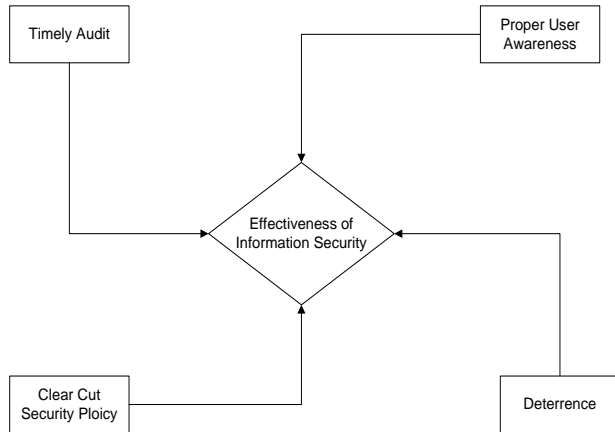 Timely Audit
Proper User
Awareness
Effectiveness of
Information Security
Clear Cut
Security Ploicy
Deterrence